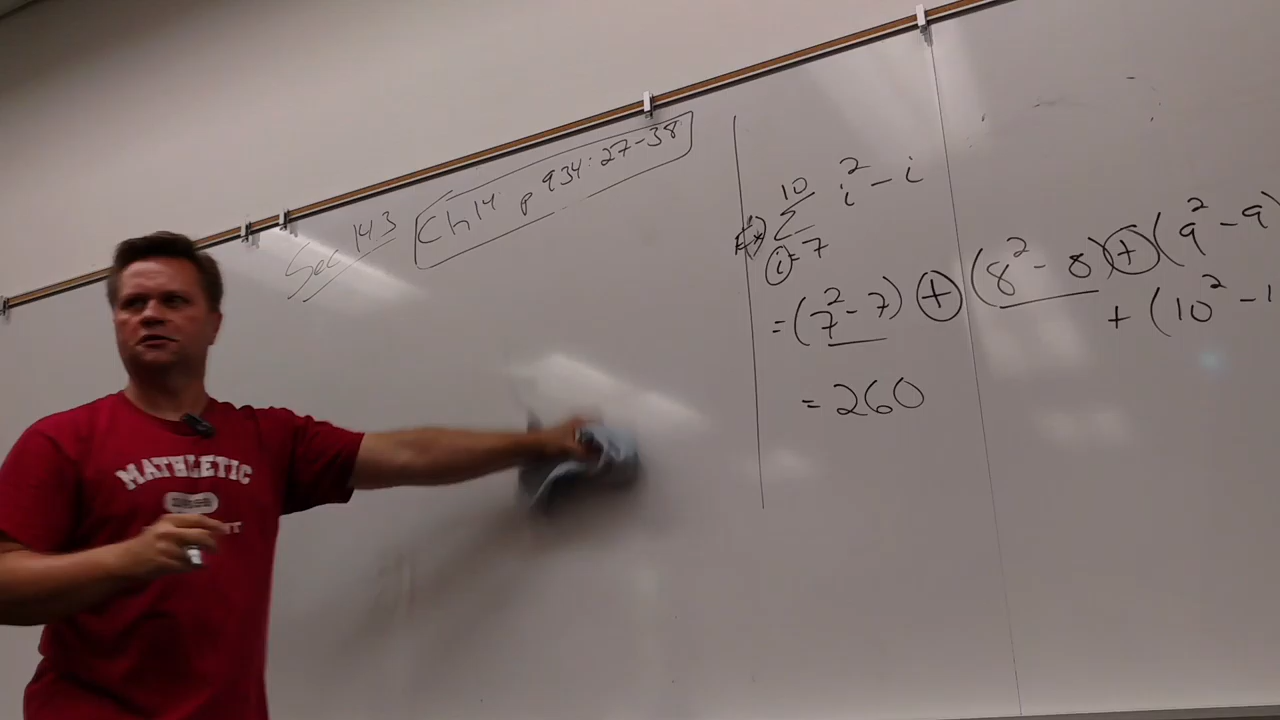 Sec 14.3
Ch 14 p 934: 27-38
10
Σ i² - i
i=7
= (7² - 7) + (8² - 8) + (9² - 9)
+ (10² - 1
= 260
MATHLETIC